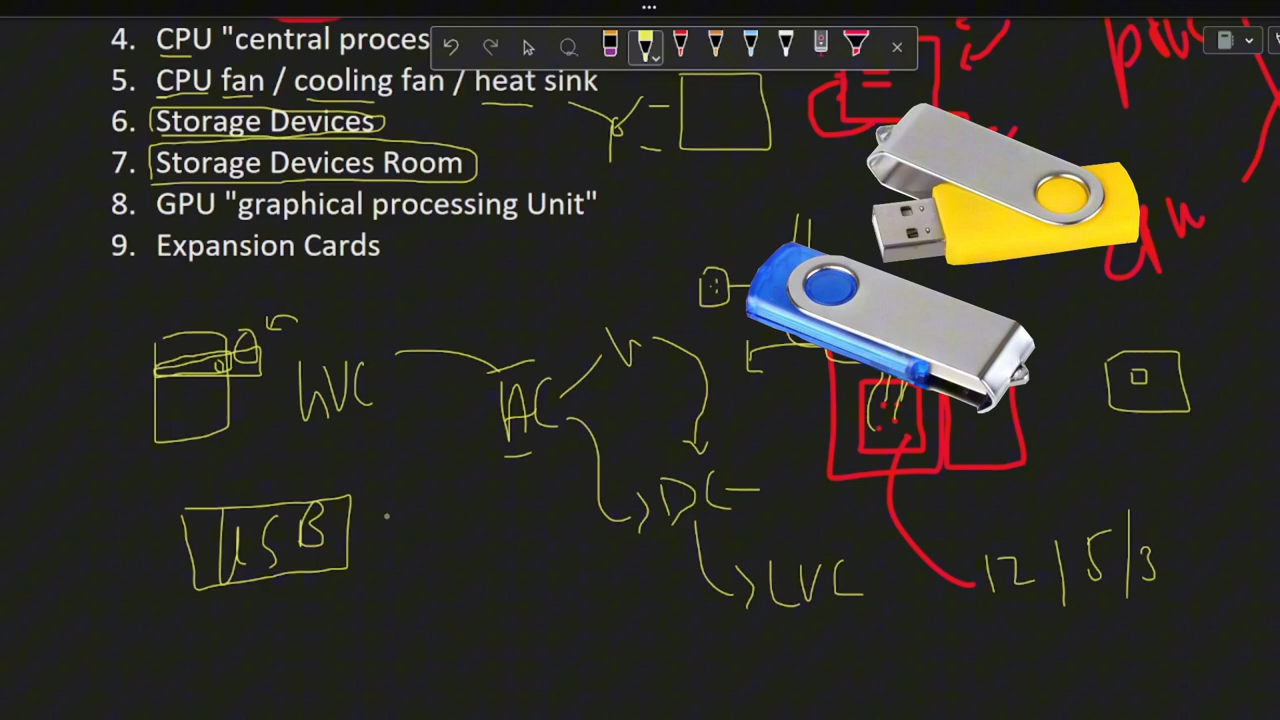 4. CPU "central proces
5. CPU fan / cooling fan / heat sink
6. Storage Devices
7. Storage Devices Room
8. GPU "graphical processing Unit"
9. Expansion Cards
HVC
AC
DC
LVC
USB
12 / 5 / 3